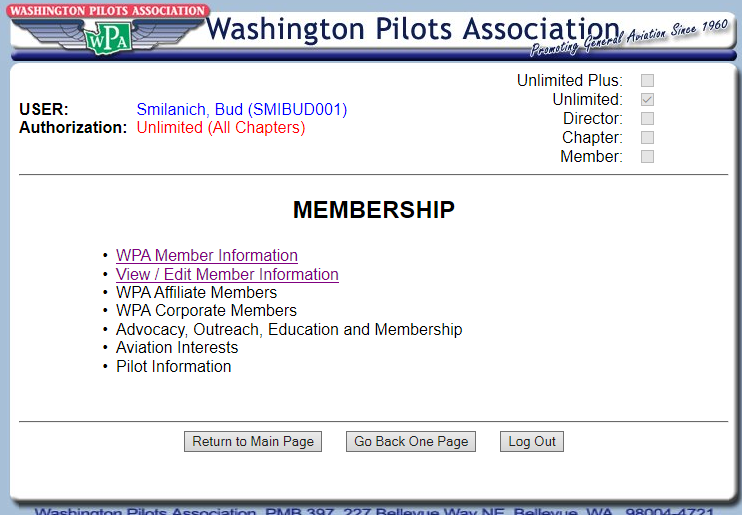 WASHINGTON PILOTS ASSOCIATION
WPA
Washington Pilots Association
Promoting General Aviation Since 1960
Unlimited Plus:
USER: Smilanich, Bud (SMIBUD001)
Unlimited:
Authorization: Unlimited (All Chapters)
Director:
Chapter:
Member:
MEMBERSHIP
• WPA Member Information
• View / Edit Member Information
• WPA Affiliate Members
• WPA Corporate Members
• Advocacy, Outreach, Education and Membership
• Aviation Interests
• Pilot Information
Return to Main Page Go Back One Page Log Out
Washington Pilots Association, PMB 397, 227 Bellevue Way NE, Bellevue, WA, 98004-4721